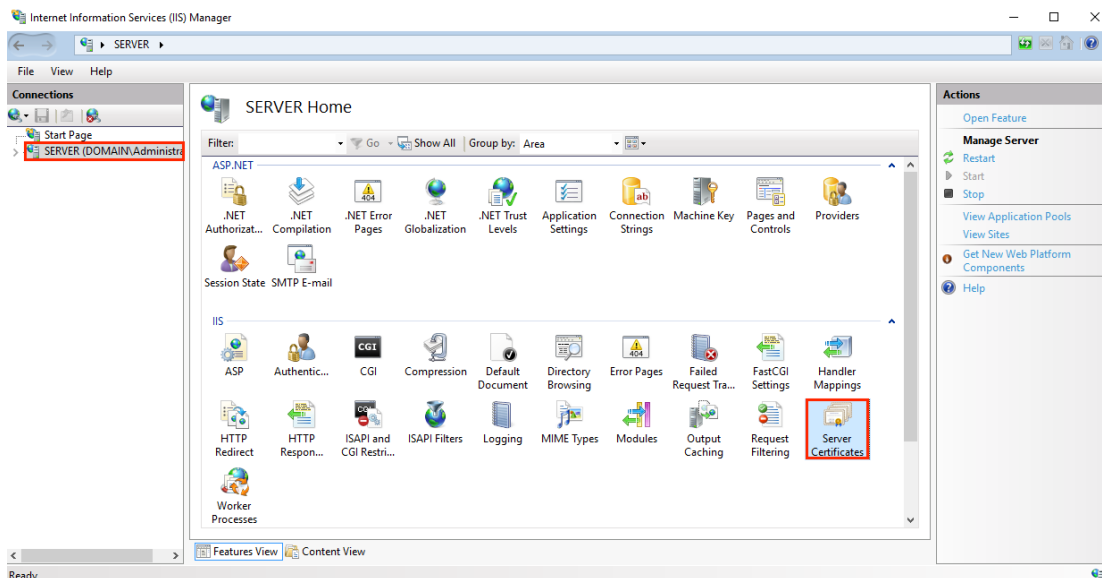 Internet Information Services (IIS) Manager
SERVER
File View Help
Connections
Start Page
SERVER (DOMAIN\Administra
SERVER Home
Filter: Go Show All Group by: Area
ASP.NET
.NET Authorizat...
.NET Compilation
.NET Error Pages
.NET Globalization
.NET Trust Levels
Application Settings
Connection Strings
Machine Key
Pages and Controls
Providers
Session State
SMTP E-mail
IIS
ASP
Authentic...
CGI
Compression
Default Document
Directory Browsing
Error Pages
Failed Request Tra...
FastCGI Settings
Handler Mappings
HTTP Redirect
HTTP Respon...
ISAPI and CGI Restri...
ISAPI Filters
Logging
MIME Types
Modules
Output Caching
Request Filtering
Server Certificates
Worker Processes
Features View Content View
Actions
Open Feature
Manage Server
Restart
Start
Stop
View Application Pools
View Sites
Get New Web Platform
Components
Help
Ready